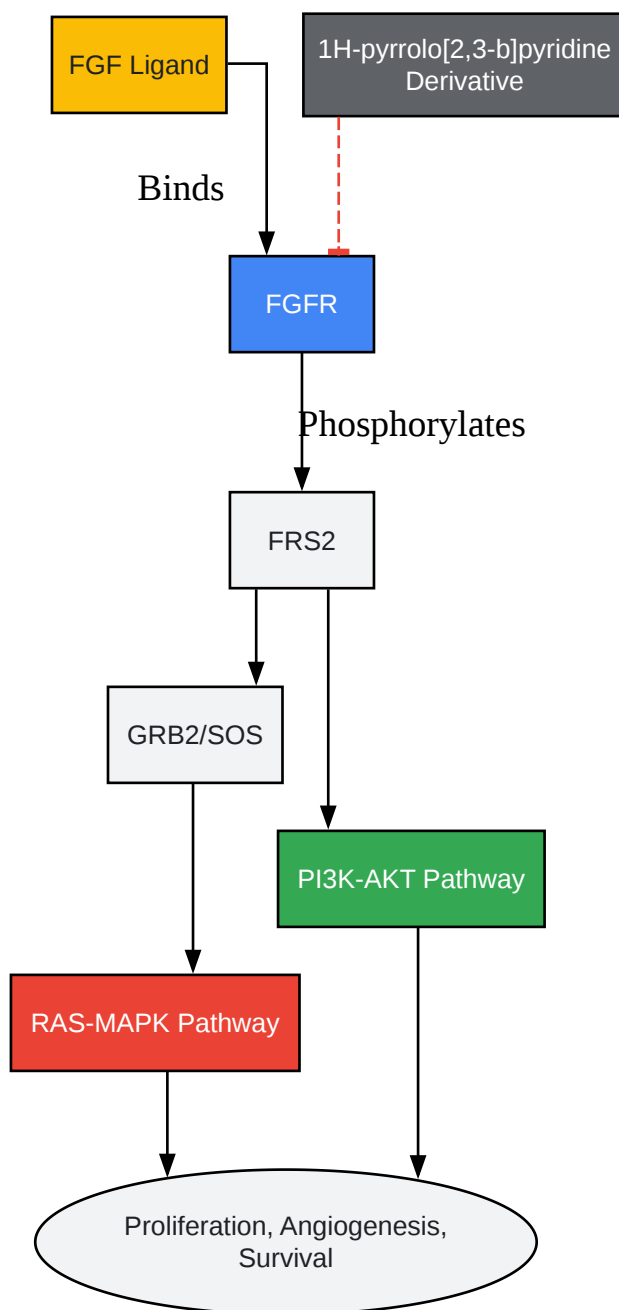 FGF Ligand
1H-pyrrolo[2,3-b]pyridine
Derivative
Binds
FGFR
Phosphorylates
FRS2
GRB2/SOS
PI3K-AKT Pathway
RAS-MAPK Pathway
Proliferation, Angiogenesis,
Survival